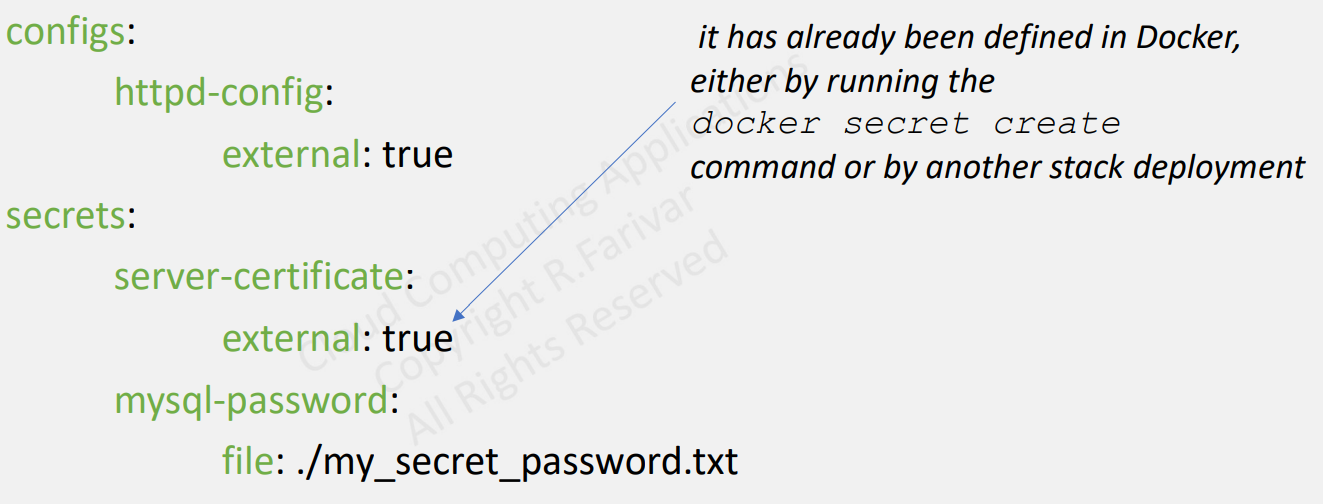 configs:
httpd-config:
external: true
secrets:
server-certificate:
external: true
mysql-password:
file: ./my_secret_password.txt
it has already been defined in Docker,
either by running the
docker secret create
command or by another stack deployment
Cloud Computing Applications
Copyright R.Farivar
All Rights Reserved